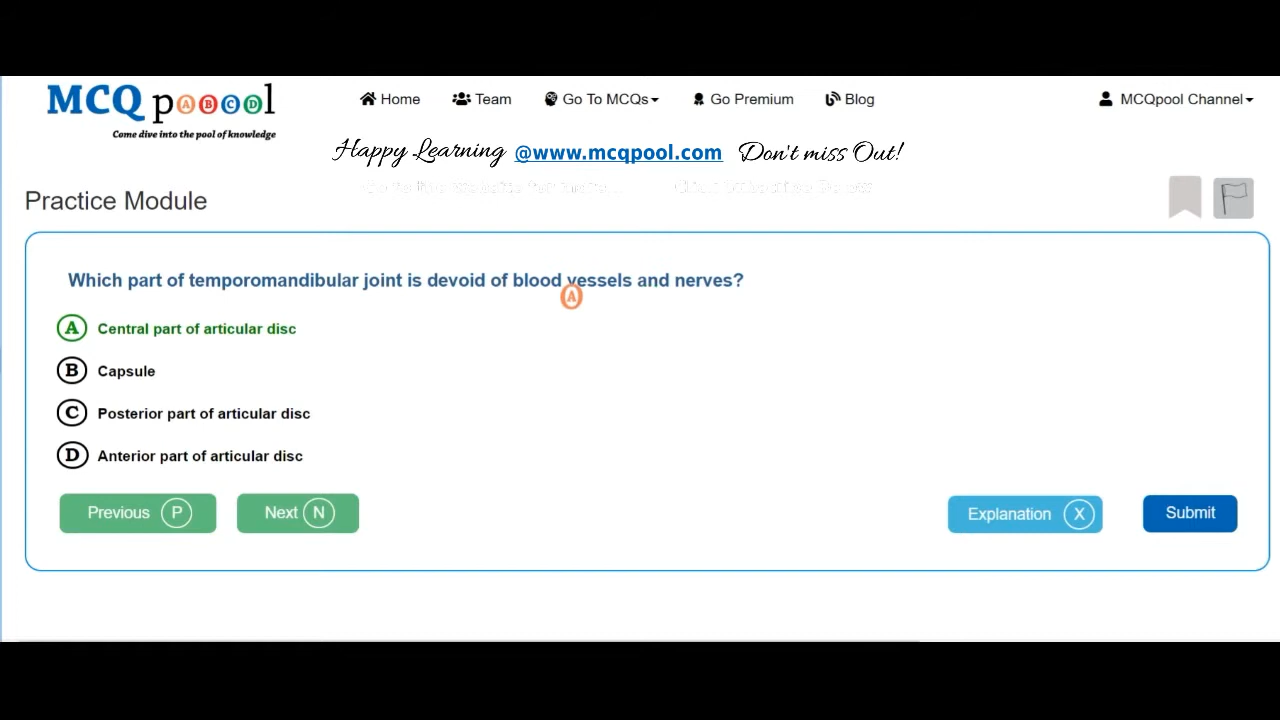 MCQ pABCDl
Come dive into the pool of knowledge
Home Team Go To MCQs Go Premium Blog MCQpool Channel
Happy Learning @www.mcqpool.com Don't miss Out!
Practice Module
Which part of temporomandibular joint is devoid of blood vessels and nerves?
A
A Central part of articular disc
B Capsule
C Posterior part of articular disc
D Anterior part of articular disc
Previous P Next N Explanation X Submit